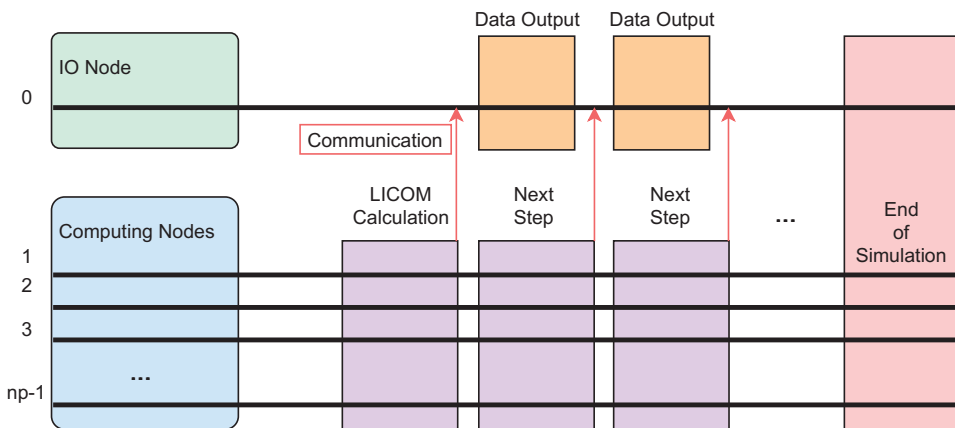 Data Output
Data Output
IO Node
0
Communication
LICOM
Calculation
Next
Step
Next
Step
...
End
of
Simulation
Computing Nodes
1
2
3
...
np-1